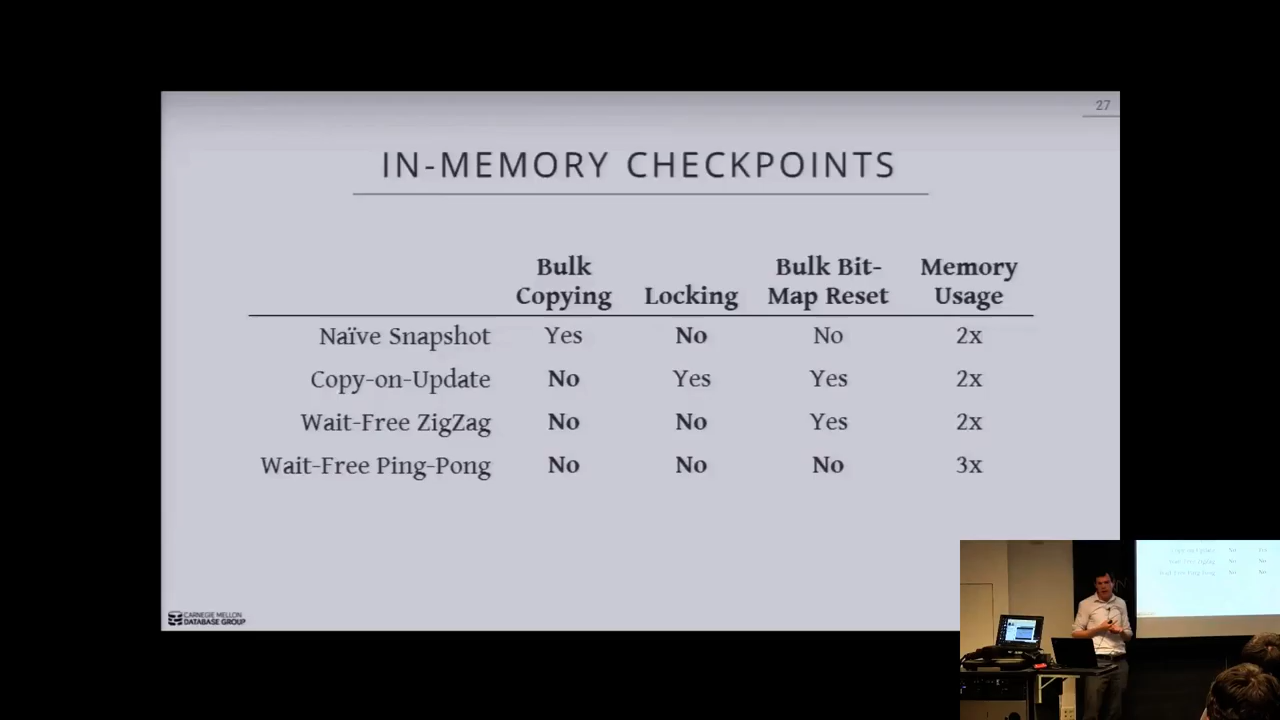 27
IN-MEMORY CHECKPOINTS
Bulk Copying Locking Bulk Bit-Map Reset Memory Usage
Naïve Snapshot Yes No No 2x
Copy-on-Update No Yes Yes 2x
Wait-Free ZigZag No No Yes 2x
Wait-Free Ping-Pong No No No 3x
CARNEGIE MELLON
DATABASE GROUP